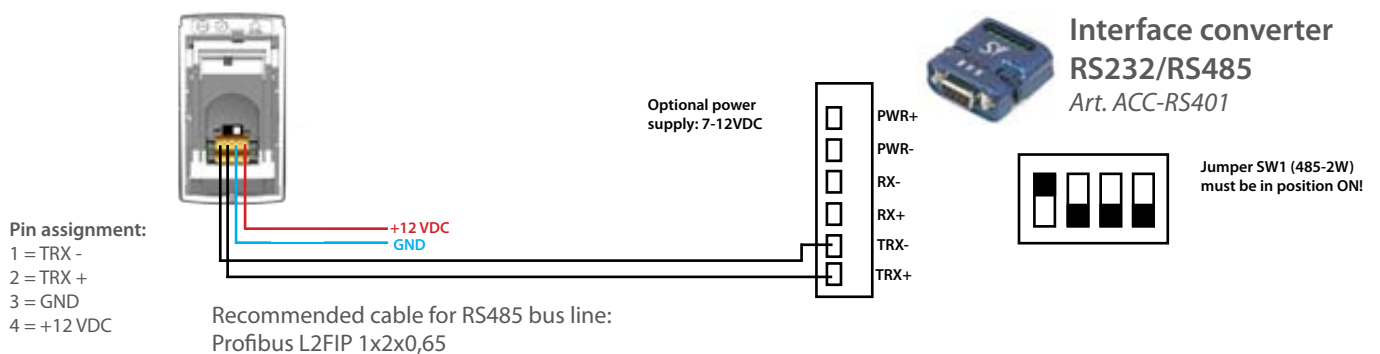 Interface converter
RS232/RS485
Art. ACC-RS401
Optional power
supply: 7-12VDC
PWR+
PWR-
RX-
RX+
TRX-
TRX+
Jumper SW1 (485-2W)
must be in position ON!
+12 VDC
GND
Pin assignment:
1 = TRX -
2 = TRX +
3 = GND
4 = +12 VDC
Recommended cable for RS485 bus line:
Profibus L2FIP 1x2x0,65